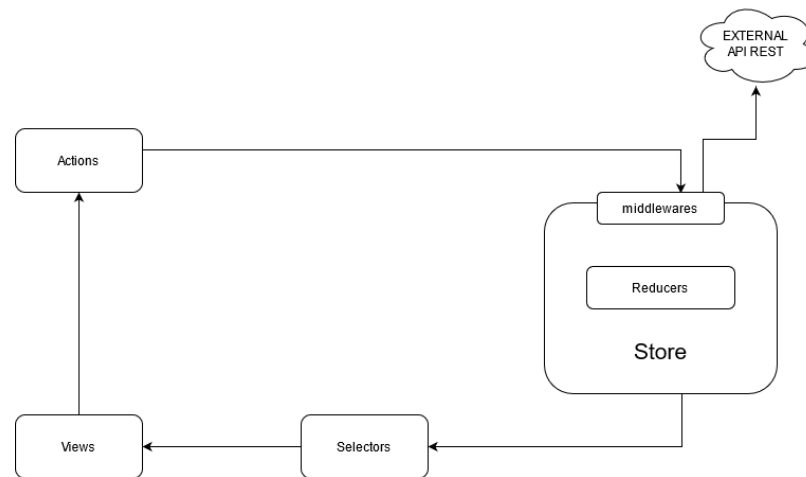 EXTERNAL
API REST
Actions
middlewares
Reducers
Store
Views
Selectors